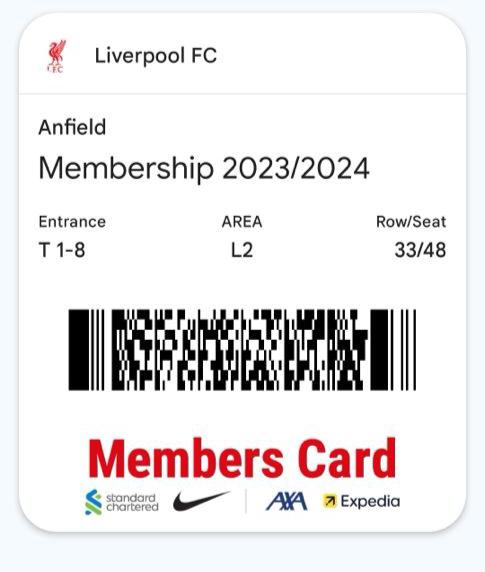 L.F.C.
Liverpool FC
Anfield
Membership 2023/2024
Entrance AREA Row/Seat
T 1-8 L2 33/48
Members Card
standard
chartered AXA Expedia